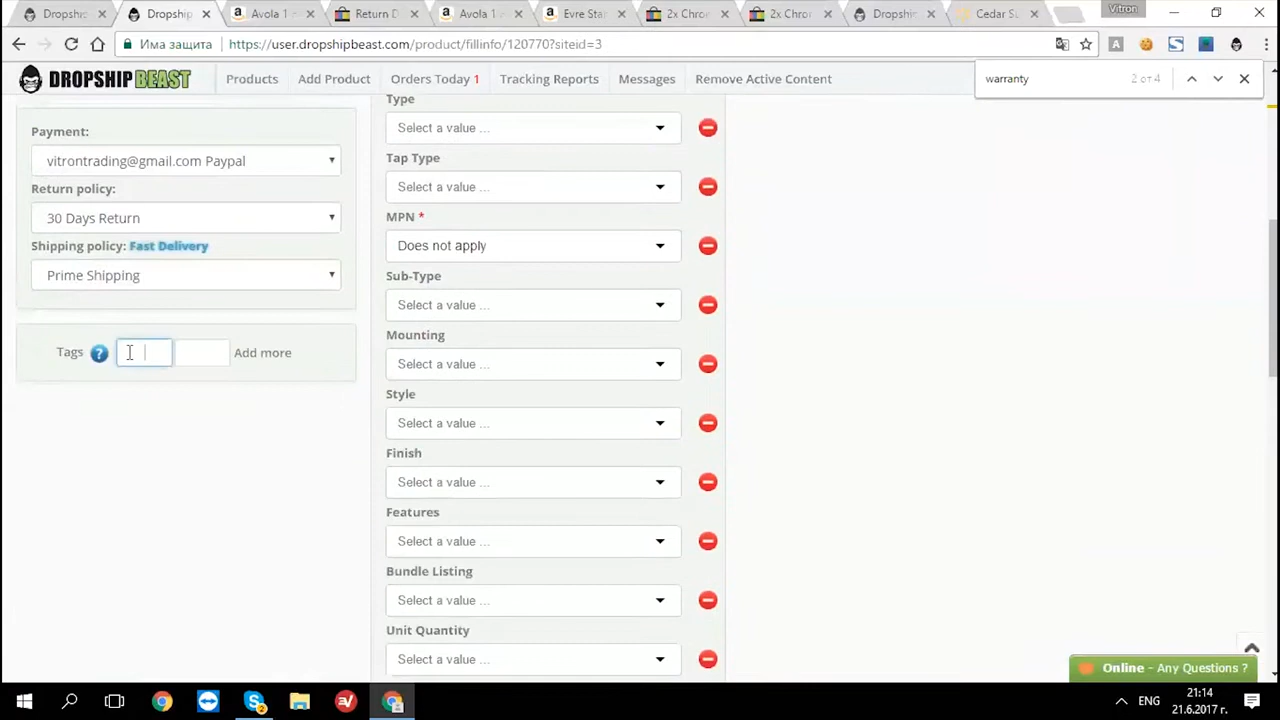 Dropship
Dropship
Avola 1
Return D
Avola 1
Evre Sta
2x Chro
2x Chro
Dropship
Cedar Su
Vitron
Има защита
https://user.dropshipbeast.com/product/fillinfo/120770?siteid=3
DROPSHIPBEAST
Products
Add Product
Orders Today 1
Tracking Reports
Messages
Remove Active Content
warranty
2 от 4
Payment:
vitrontrading@gmail.com Paypal
Return policy:
30 Days Return
Shipping policy: Fast Delivery
Prime Shipping
Tags ?
Add more
Type
Select a value ...
Tap Type
Select a value ...
MPN *
Does not apply
Sub-Type
Select a value ...
Mounting
Select a value ...
Style
Select a value ...
Finish
Select a value ...
Features
Select a value ...
Bundle Listing
Select a value ...
Unit Quantity
Select a value ...
Online - Any Questions ?
ENG
21:14
21.6.2017 г.